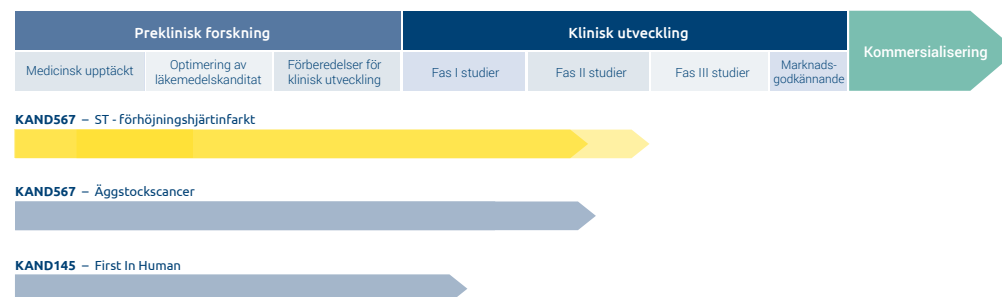 Preklinisk forskning
Klinisk utveckling
Kommersialisering
Medicinsk upptäckt
Optimering av
läkemedelskanditat
Förberedelser för
klinisk utveckling
Fas I studier
Fas II studier
Fas III studier
Marknads-
godkännande
KAND567 – ST - förhöjningshjärtinfarkt
KAND567 – Äggstockscancer
KAND145 – First In Human